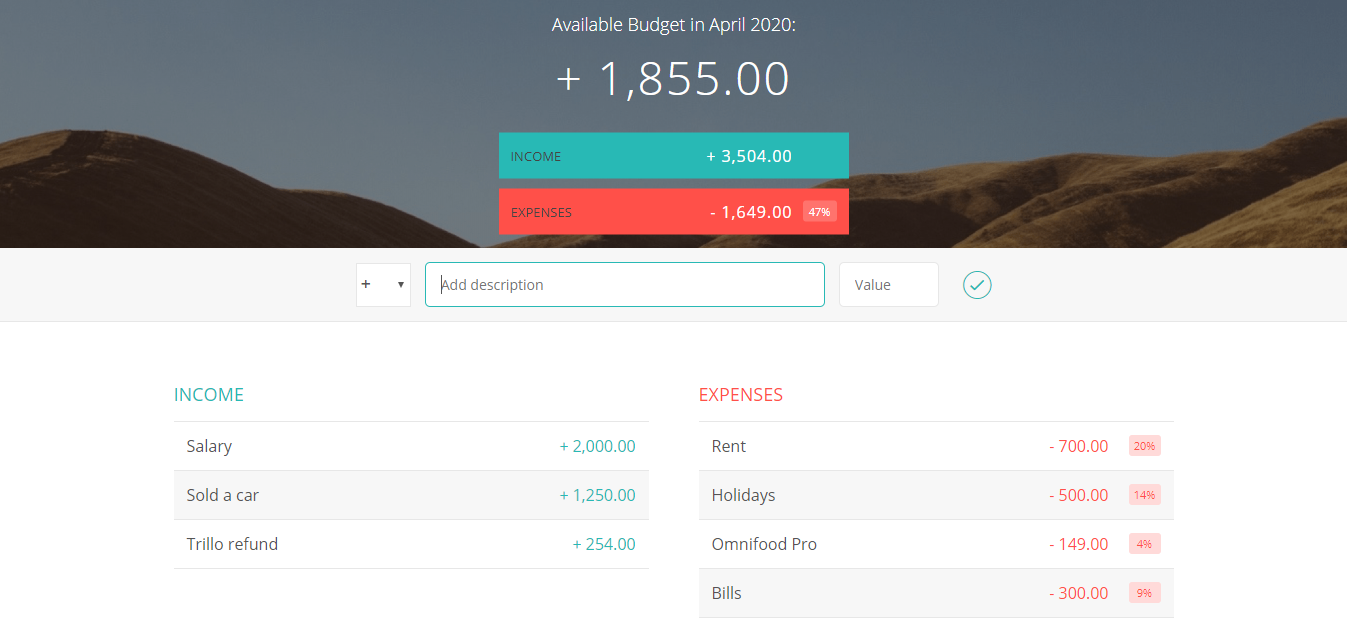 Available Budget in April 2020:
+ 1,855.00
INCOME + 3,504.00
EXPENSES - 1,649.00 47%
+ Add description Value
INCOME
Salary + 2,000.00
Sold a car + 1,250.00
Trillo refund + 254.00
EXPENSES
Rent - 700.00 20%
Holidays - 500.00 14%
Omnifood Pro - 149.00 4%
Bills - 300.00 9%